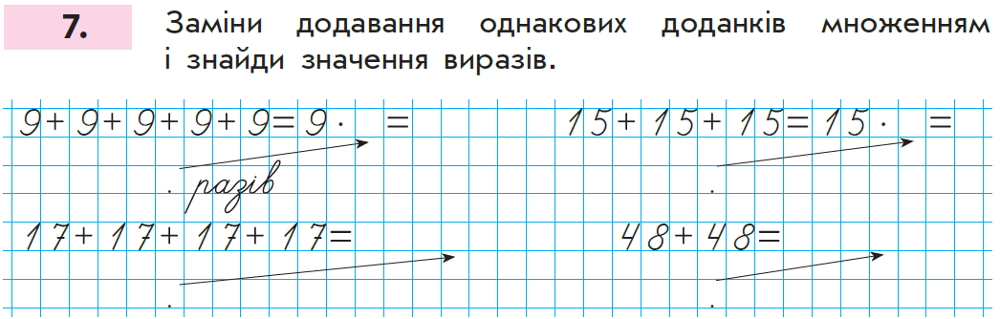 7. Заміни додавання однакових доданків множенням
і знайди значення виразів.
9+ 9+ 9+ 9+ 9= 9 · = 15+ 15+ 15= 15 · =
. разів .
17+ 17+ 17+ 17= 48+ 48=
. .